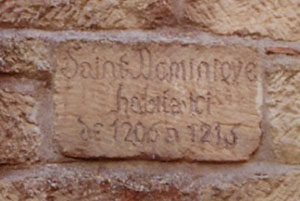 Saint Dominique
habita ici
de 1206 a 1215